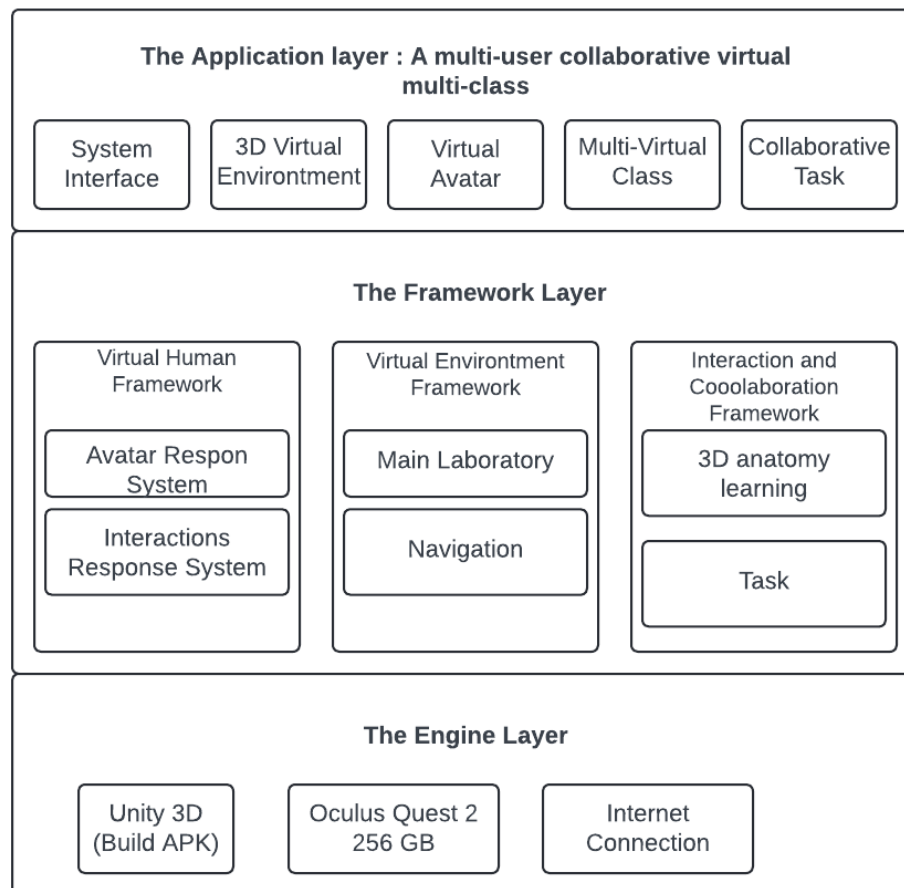 The Application layer : A multi-user collaborative virtual
multi-class
System
Interface
3D Virtual
Environtment
Virtual
Avatar
Multi-Virtual
Class
Collaborative
Task
The Framework Layer
Virtual Human
Framework
Avatar Respon
System
Interactions
Response System
Virtual Environtment
Framework
Main Laboratory
Navigation
Interaction and
Cooolaboration
Framework
3D anatomy
learning
Task
The Engine Layer
Unity 3D
(Build APK)
Oculus Quest 2
256 GB
Internet
Connection